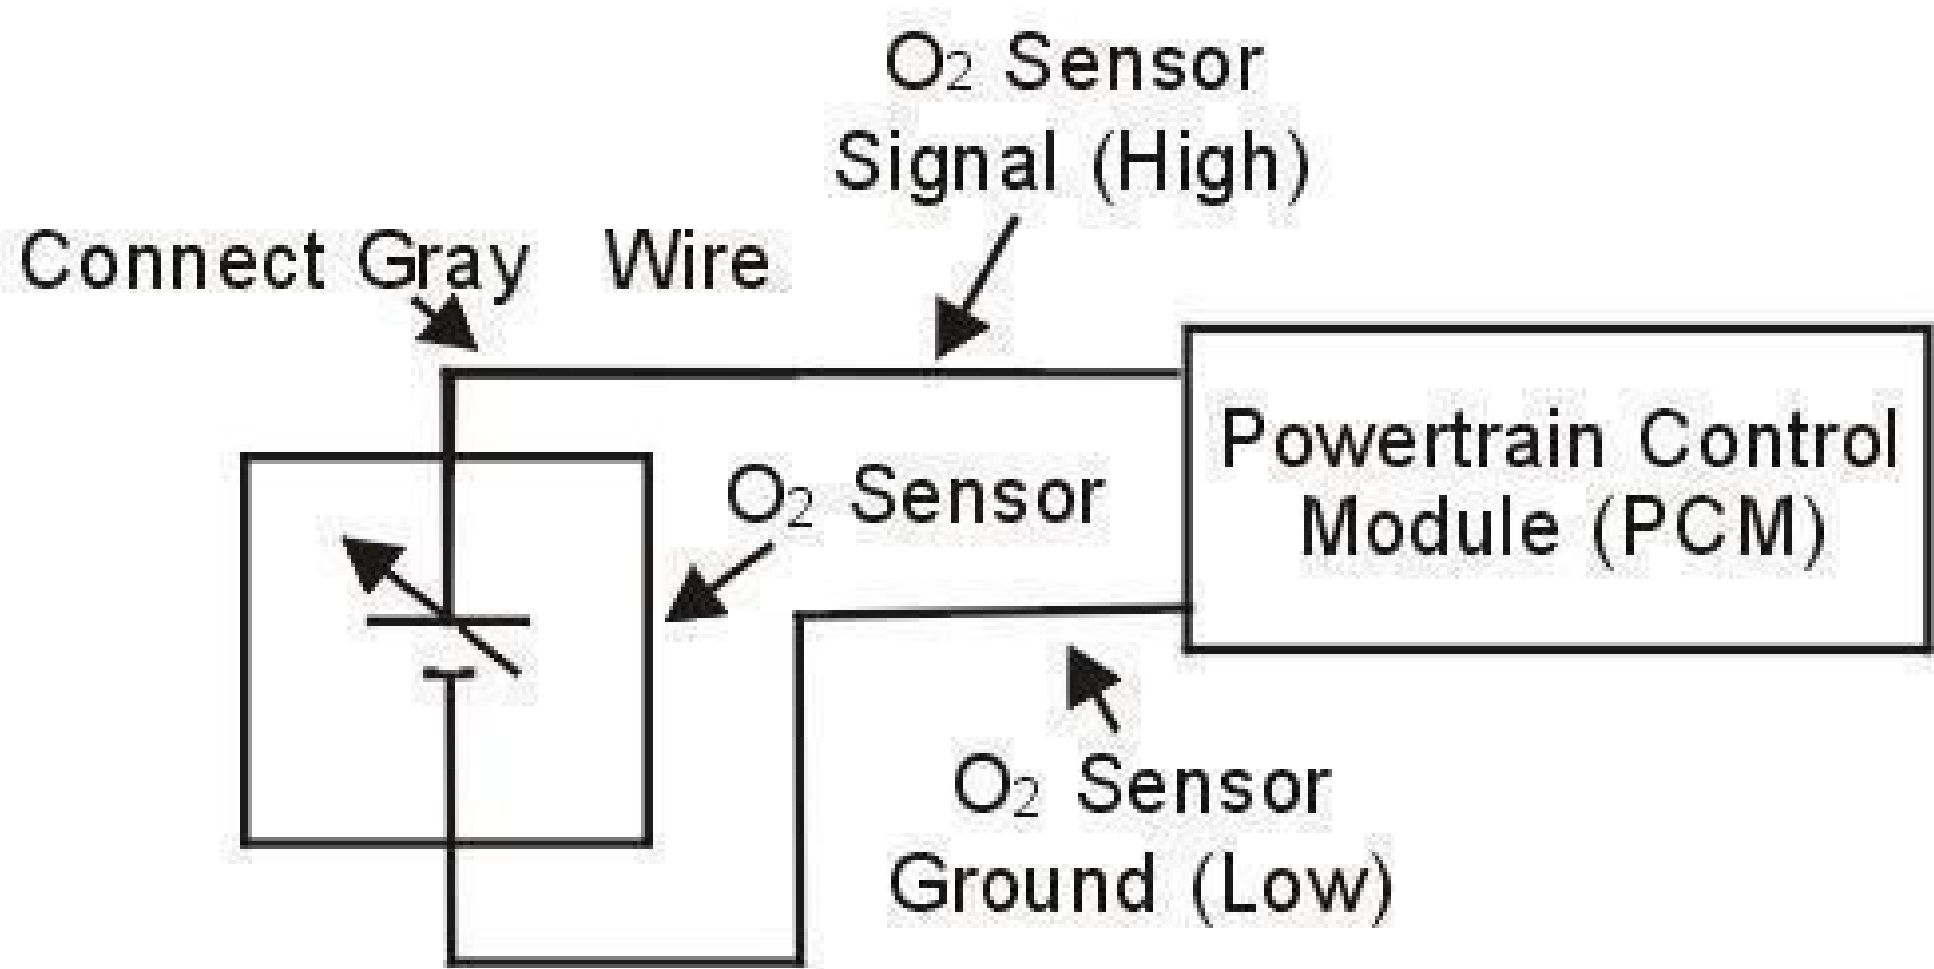 O₂ Sensor
Signal (High)
Connect Gray Wire
Powertrain Control
Module (PCM)
O₂ Sensor
O₂ Sensor
Ground (Low)